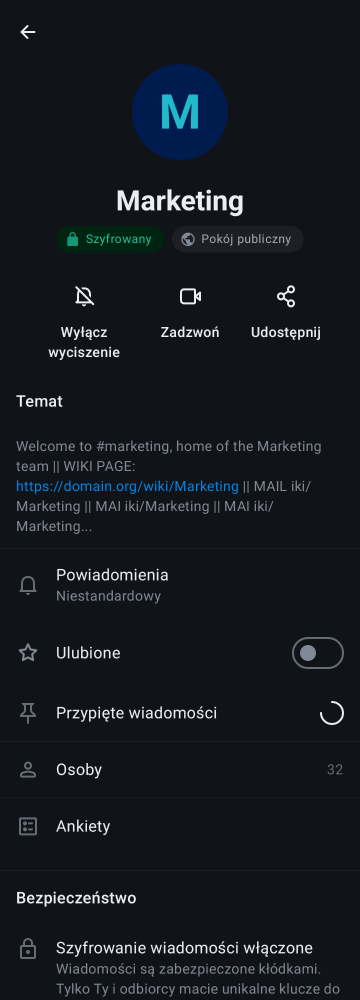 M
Marketing
Szyfrowany
Pokój publiczny
Wyłącz
wyciszenie
Zadzwoń
Udostępnij
Temat
Welcome to #marketing, home of the Marketing
team || WIKI PAGE:
https://domain.org/wiki/Marketing || MAIL iki/
Marketing || MAI iki/Marketing || MAI iki/
Marketing...
Powiadomienia
Niestandardowy
Ulubione
Przypięte wiadomości
Osoby 32
Ankiety
Bezpieczeństwo
Szyfrowanie wiadomości włączone
Wiadomości są zabezpieczone kłódkami.
Tylko Ty i odbiorcy macie unikalne klucze do